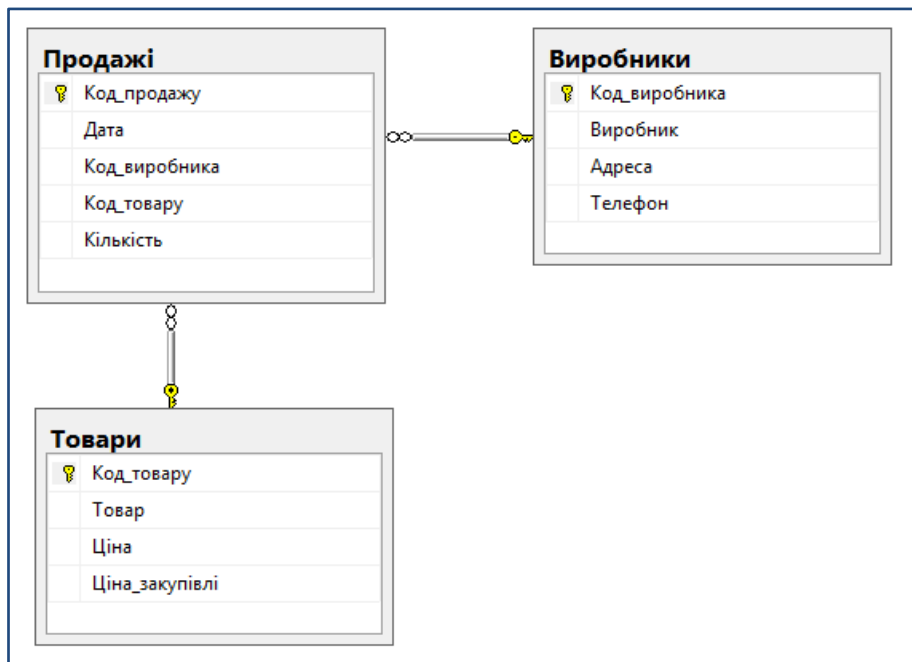 Продажі
Код_продажу
Дата
Код_виробника
Код_товару
Кількість
Виробники
Код_виробника
Виробник
Адреса
Телефон
Товари
Код_товару
Товар
Ціна
Ціна_закупівлі